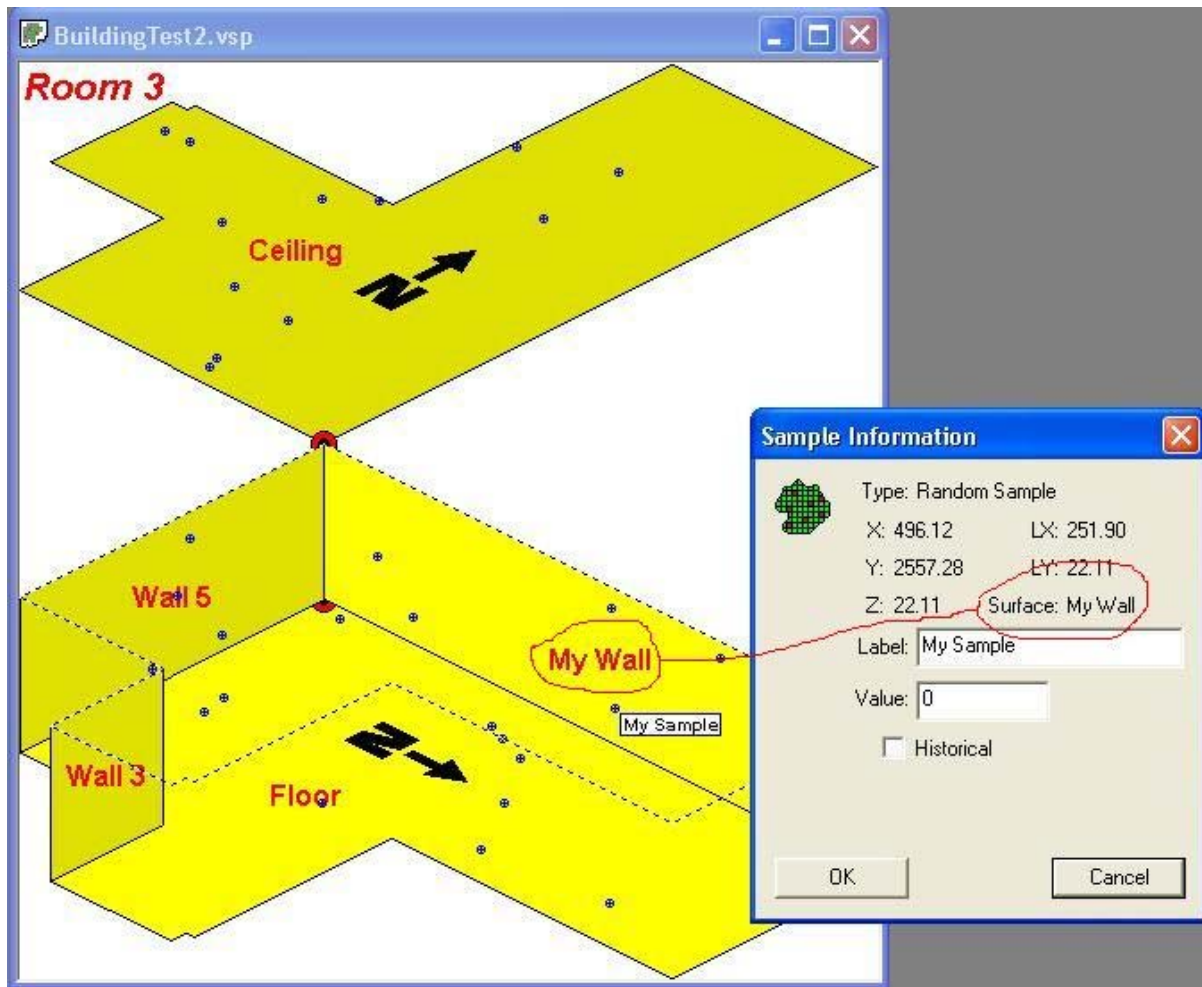 BuildingTest2.vsp
Room 3
Ceiling
N
Wall 5
My Wall
My Sample
Wall 3
N
Floor
Sample Information
Type: Random Sample
X: 496.12 LX: 251.90
Y: 2557.28 LY: 22.11
Z: 22.11 Surface: My Wall
Label: My Sample
Value: 0
Historical
OK Cancel